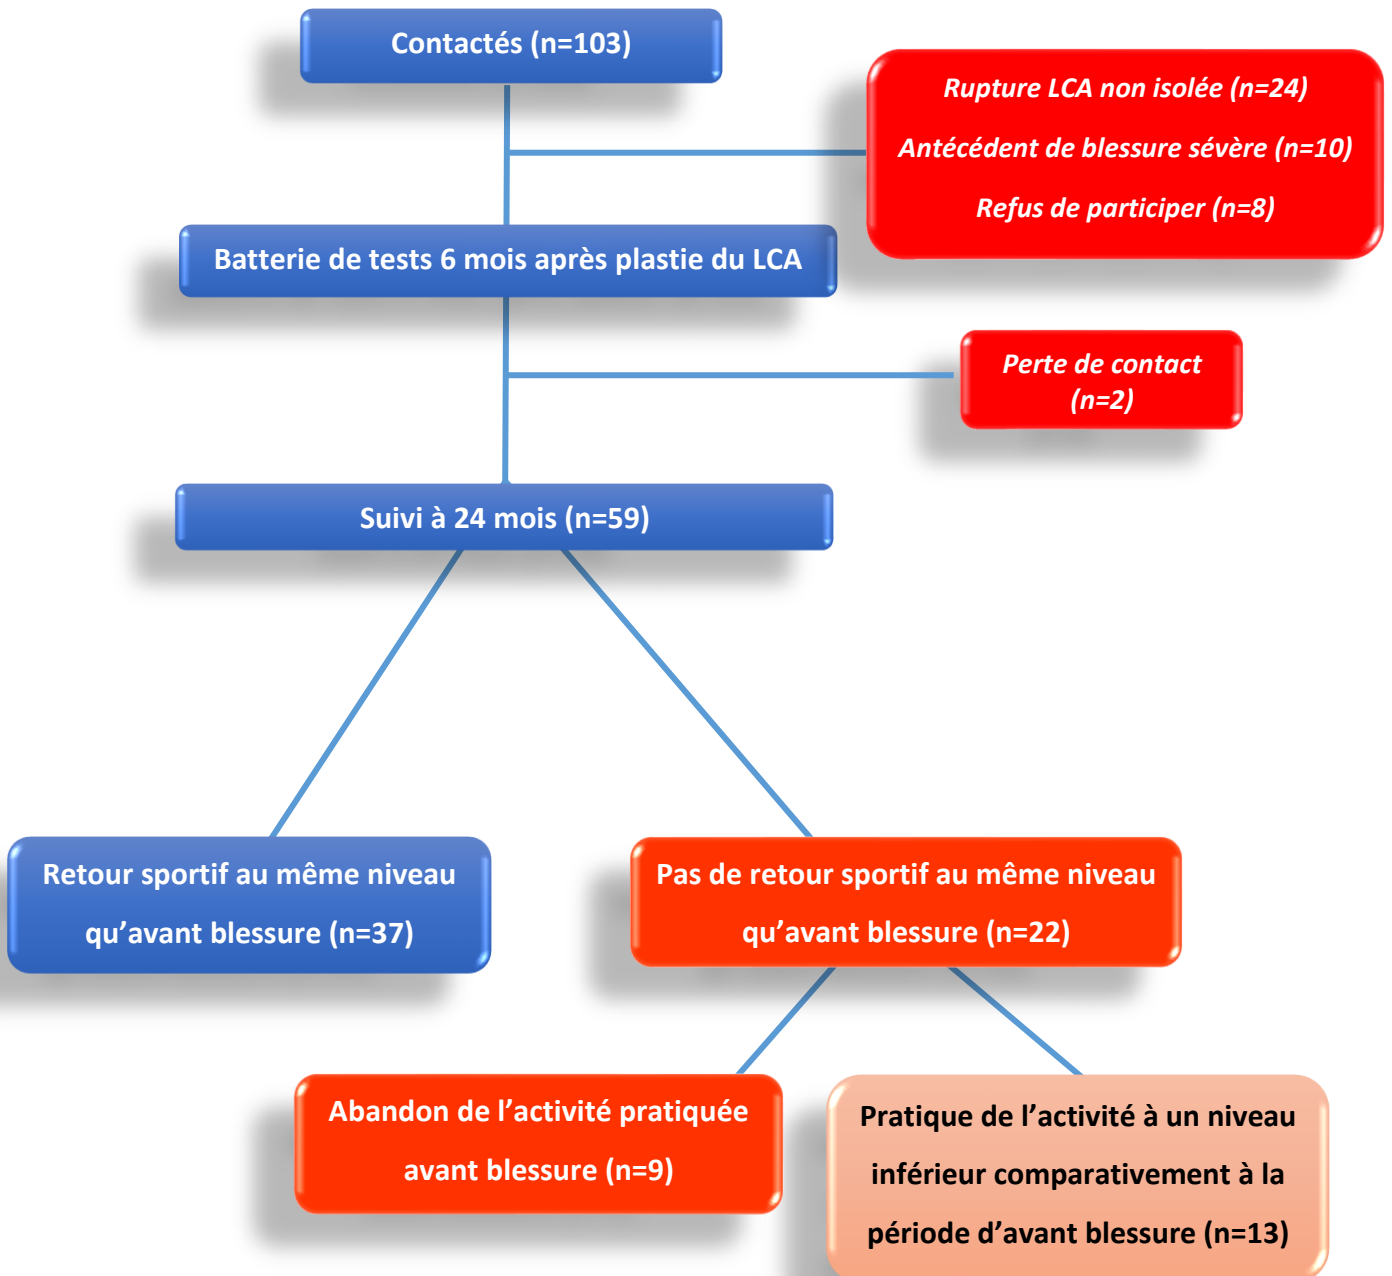 Contactés (n=103)
Rupture LCA non isolée (n=24)
Antécédent de blessure sévère (n=10)
Refus de participer (n=8)
Batterie de tests 6 mois après plastie du LCA
Perte de contact
(n=2)
Suivi à 24 mois (n=59)
Retour sportif au même niveau
qu’avant blessure (n=37)
Pas de retour sportif au même niveau
qu’avant blessure (n=22)
Abandon de l’activité pratiquée
avant blessure (n=9)
Pratique de l’activité à un niveau
inférieur comparativement à la
période d’avant blessure (n=13)